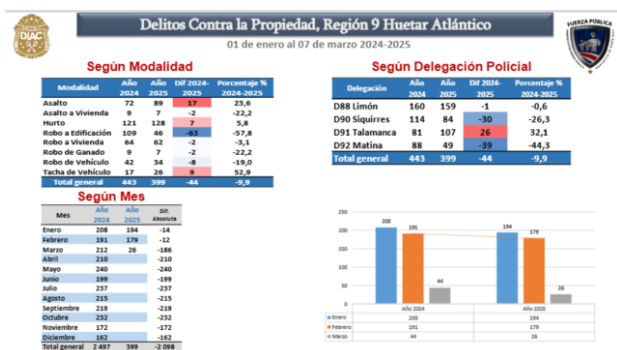 Delitos Contra la Propiedad, Región 9 Huetar Atlántico
01 de enero al 07 de marzo 2024-2025
DIAC
FUERZA PÚBLICA
Según Modalidad
Modalidad Año 2024 Año 2025 Dif 2024-2025 Porcentaje % 2024-2025
Asalto 72 89 17 23,6
Asalto a Vivienda 9 7 -2 -22,2
Hurto 121 128 7 5,8
Robo a Edificación 109 46 -63 -57,8
Robo a Vivienda 64 62 -2 -3,1
Robo de Ganado 9 7 -2 -22,2
Robo de Vehículo 42 34 -8 -19,0
Tacha de Vehículo 17 26 9 52,9
Total general 443 399 -44 -9,9
Según Delegación Policial
Delegación Año 2024 Año 2025 Dif 2024-2025 Porcentaje % 2024-2025
D88 Limón 160 159 -1 -0,6
D90 Siquirres 114 84 -30 -26,3
D91 Talamanca 81 107 26 32,1
D92 Matina 88 49 -39 -44,3
Total general 443 399 -44 -9,9
Según Mes
Mes Año 2024 Año 2025 Dif. Absoluta
Enero 208 194 -14
Febrero 191 179 -12
Marzo 212 26 -186
Abril 210 -210
Mayo 240 -240
Junio 199 -199
Julio 237 -237
Agosto 215 -215
Septiembre 219 -219
Octubre 232 -232
Noviembre 172 -172
Diciembre 162 -162
Total general 2 497 399 -2 098
250
200
150
100
50
0
208 191 44 194 179 26
Año 2024 Año 2025
Enero 208 194
Febrero 191 179
Marzo 44 26